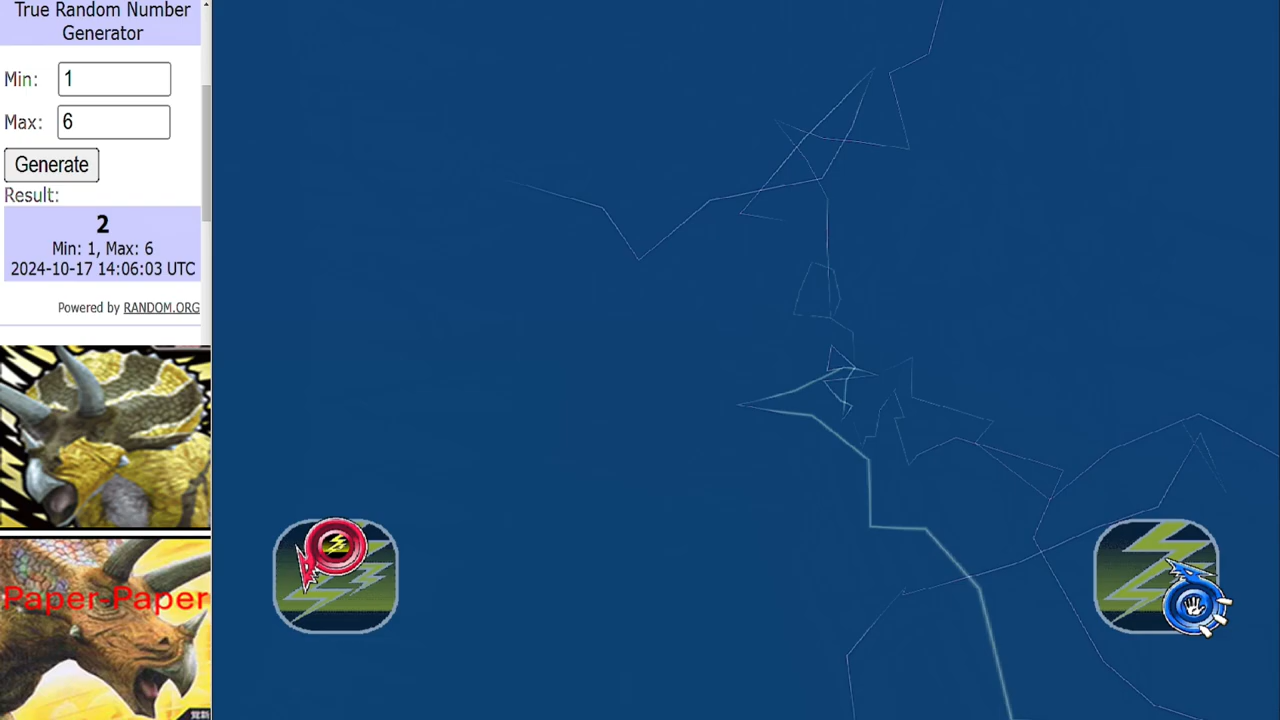 True Random Number
Generator
Min: 1
Max: 6
Generate
Result:
2
Min: 1, Max: 6
2024-10-17 14:06:03 UTC
Powered by RANDOM.ORG
Paper-Paper